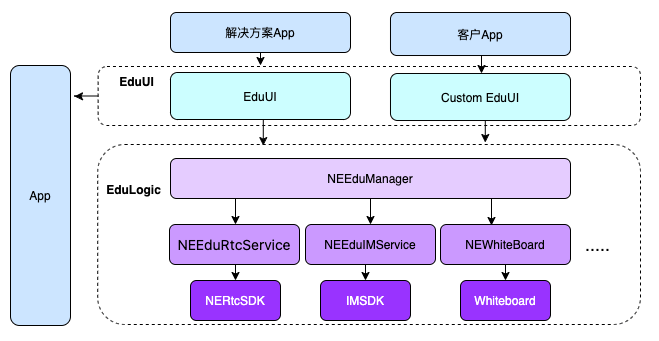 解决方案App
客户App
EduUI
EduUI
Custom EduUI
App
NEEduManager
EduLogic
NEEduRtcService
NEEduIMService
NEWhiteBoard
.....
NERtcSDK
IMSDK
Whiteboard